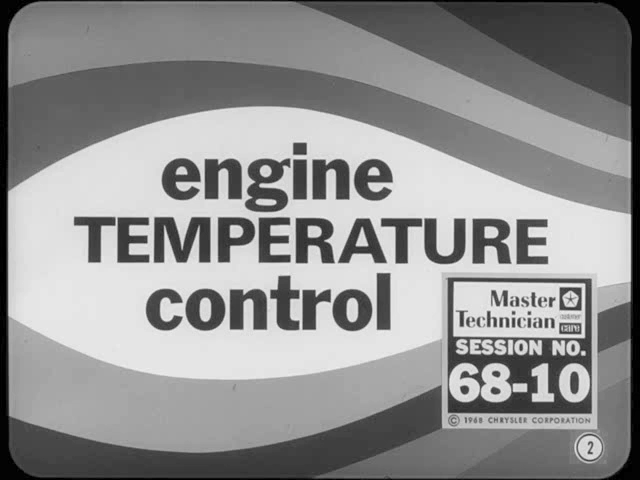 engine
TEMPERATURE
control
Master
Technician
customer
care
SESSION NO.
68-10
© 1968 CHRYSLER CORPORATION
2